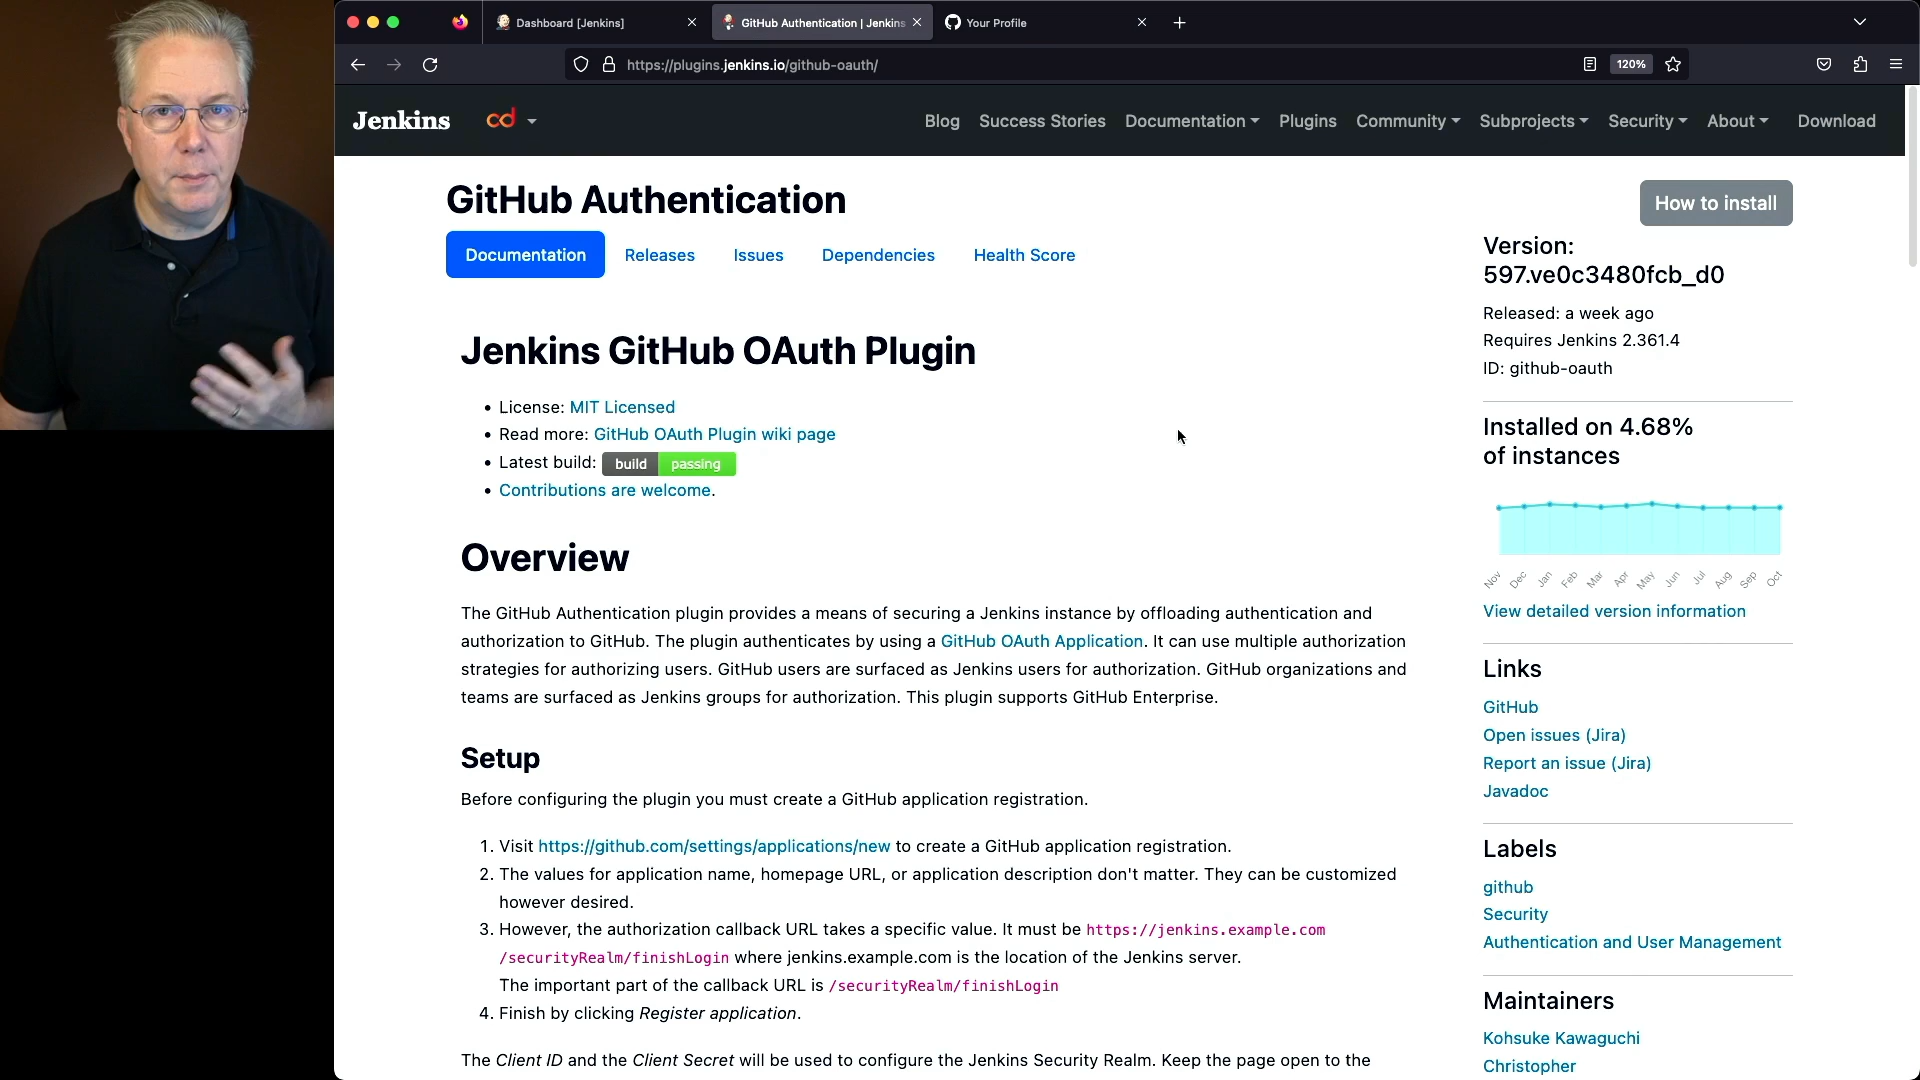 Dashboard [Jenkins]
GitHub Authentication | Jenkins
Your Profile
https://plugins.jenkins.io/github-oauth/
120%
Jenkins
cd
Blog
Success Stories
Documentation
Plugins
Community
Subprojects
Security
About
Download
GitHub Authentication
How to install
Documentation
Releases
Issues
Dependencies
Health Score
Version:
597.ve0c3480fcb_d0
Released: a week ago
Requires Jenkins 2.361.4
ID: github-oauth
Jenkins GitHub OAuth Plugin
License: MIT Licensed
Read more: GitHub OAuth Plugin wiki page
Latest build: build passing
Contributions are welcome.
Installed on 4.68%
of instances
Nov Dec Jan Feb Mar Apr May Jun Jul Aug Sep Oct
View detailed version information
Overview
The GitHub Authentication plugin provides a means of securing a Jenkins instance by offloading authentication and
authorization to GitHub. The plugin authenticates by using a GitHub OAuth Application. It can use multiple authorization
strategies for authorizing users. GitHub users are surfaced as Jenkins users for authorization. GitHub organizations and
teams are surfaced as Jenkins groups for authorization. This plugin supports GitHub Enterprise.
Links
GitHub
Open issues (Jira)
Report an issue (Jira)
Javadoc
Setup
Before configuring the plugin you must create a GitHub application registration.
1. Visit https://github.com/settings/applications/new to create a GitHub application registration.
2. The values for application name, homepage URL, or application description don't matter. They can be customized
however desired.
3. However, the authorization callback URL takes a specific value. It must be https://jenkins.example.com
/securityRealm/finishLogin where jenkins.example.com is the location of the Jenkins server.
The important part of the callback URL is /securityRealm/finishLogin
4. Finish by clicking Register application.
The Client ID and the Client Secret will be used to configure the Jenkins Security Realm. Keep the page open to the
Labels
github
Security
Authentication and User Management
Maintainers
Kohsuke Kawaguchi
Christopher